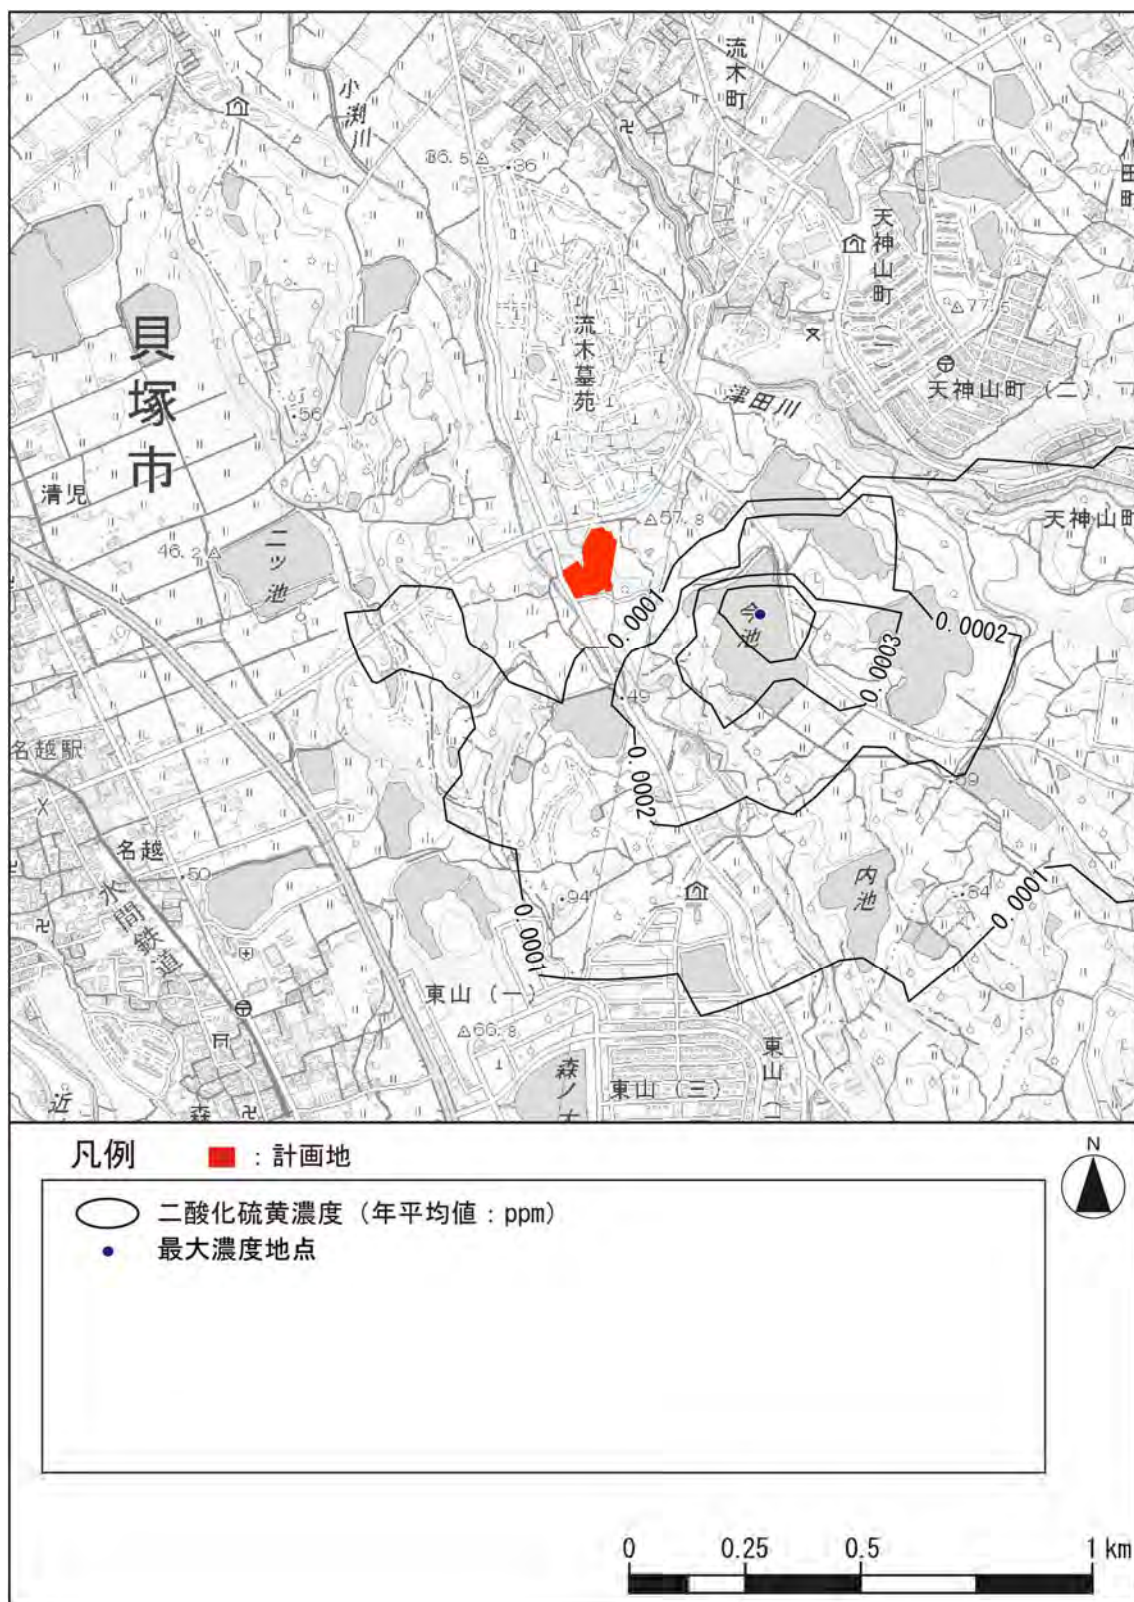 小渕川
流木町
86.5
36
天神山町（一）
77.5
貝塚市
流木墓苑
津田川
天神山町（二）
56
清児
二ツ池
46.2
57.8
天神山町
0.0001
今池
0.0002
0.0003
49
名越駅
0.0002
名越
50
水間鉄道
94
0.0001
内池
84
0.0001
東山（一）
66.8
森ノ大
東山（三）
東山（
近
森
凡例
：計画地
N
二酸化硫黄濃度（年平均値：ppm）
最大濃度地点
0 0.25 0.5 1 km